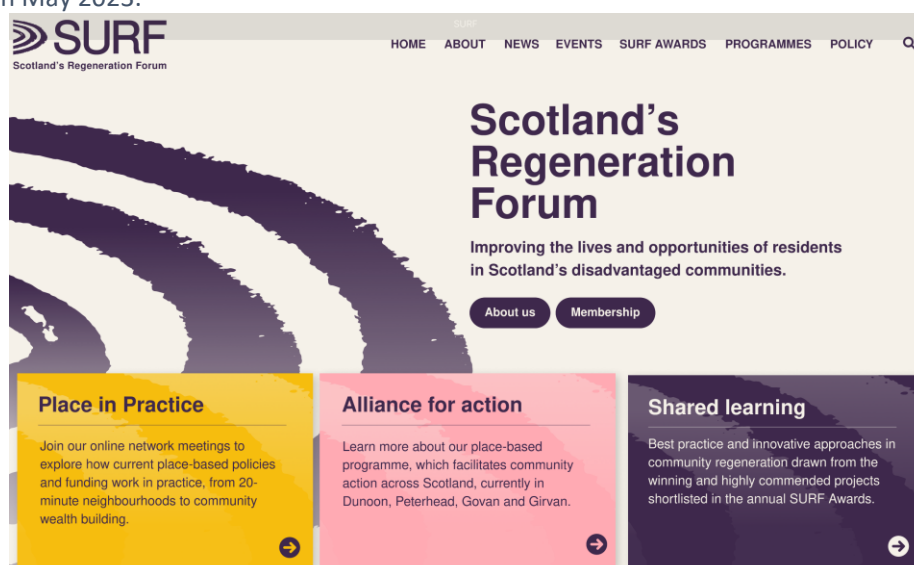 May 2023.
SURF
SURF
Scotland's Regeneration Forum
HOME ABOUT NEWS EVENTS SURF AWARDS PROGRAMMES POLICY
Scotland's
Regeneration
Forum
Improving the lives and opportunities of residents
in Scotland's disadvantaged communities.
About us Membership
Place in Practice
Join our online network meetings to
explore how current place-based policies
and funding work in practice, from 20-
minute neighbourhoods to community
wealth building.
Alliance for action
Learn more about our place-based
programme, which facilitates community
action across Scotland, currently in
Dunoon, Peterhead, Govan and Girvan.
Shared learning
Best practice and innovative approaches in
community regeneration drawn from the
winning and highly commended projects
shortlisted in the annual SURF Awards.